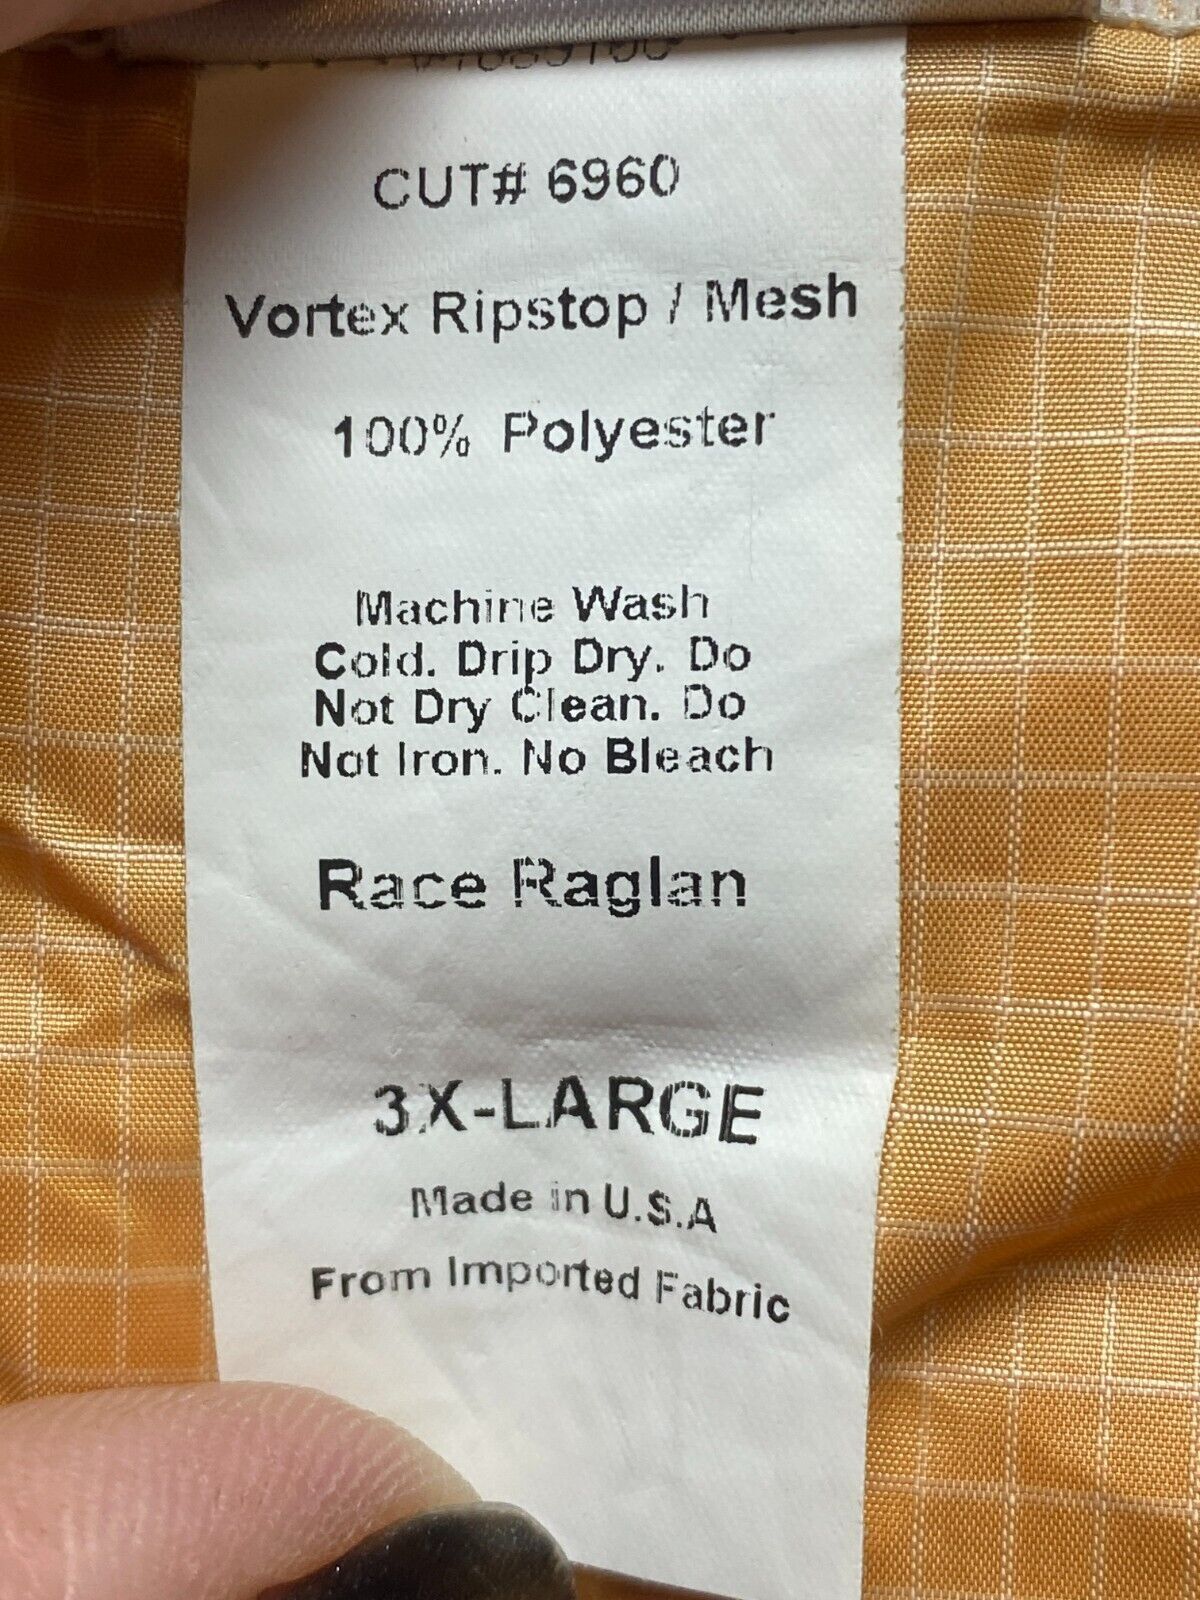 CUT# 6960
Vortex Ripstop / Mesh
100% Polyester
Machine Wash
Cold. Drip Dry. Do
Not Dry Clean. Do
Not Iron. No Bleach
Race Raglan
3X-LARGE
Made in U.S.A
From Imported Fabric